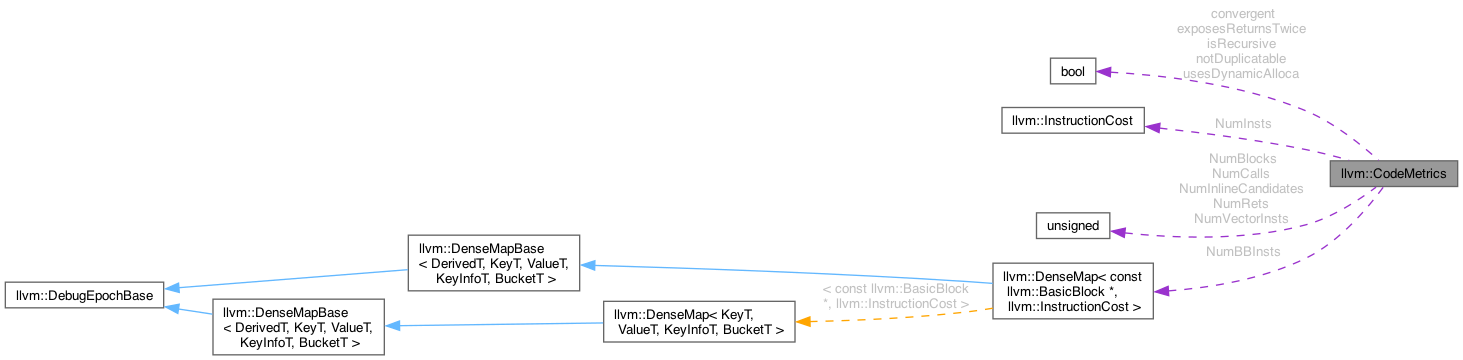 convergent
exposesReturnsTwice
isRecursive
notDuplicatable
usesDynamicAlloca
bool
llvm::InstructionCost
NumInsts
llvm::CodeMetrics
NumBlocks
NumCalls
NumInlineCandidates
NumRets
NumVectorInsts
unsigned
NumBBInsts
llvm::DenseMapBase
< DerivedT, KeyT, ValueT,
KeyInfoT, BucketT >
llvm::DenseMap< const
llvm::BasicBlock *,
llvm::InstructionCost >
llvm::DebugEpochBase
< const llvm::BasicBlock
*, llvm::InstructionCost >
llvm::DenseMapBase
< DerivedT, KeyT, ValueT,
KeyInfoT, BucketT >
llvm::DenseMap< KeyT,
ValueT, KeyInfoT, BucketT >